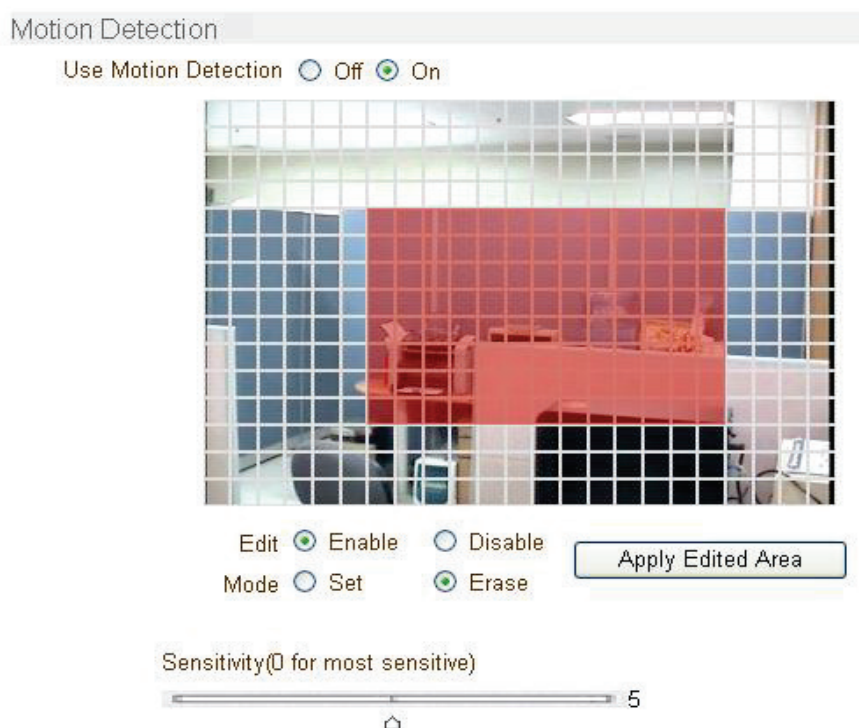 Motion Detection
Use Motion Detection Off On
Edit Enable Disable
Apply Edited Area
Mode Set Erase
Sensitivity(0 for most sensitive)
5